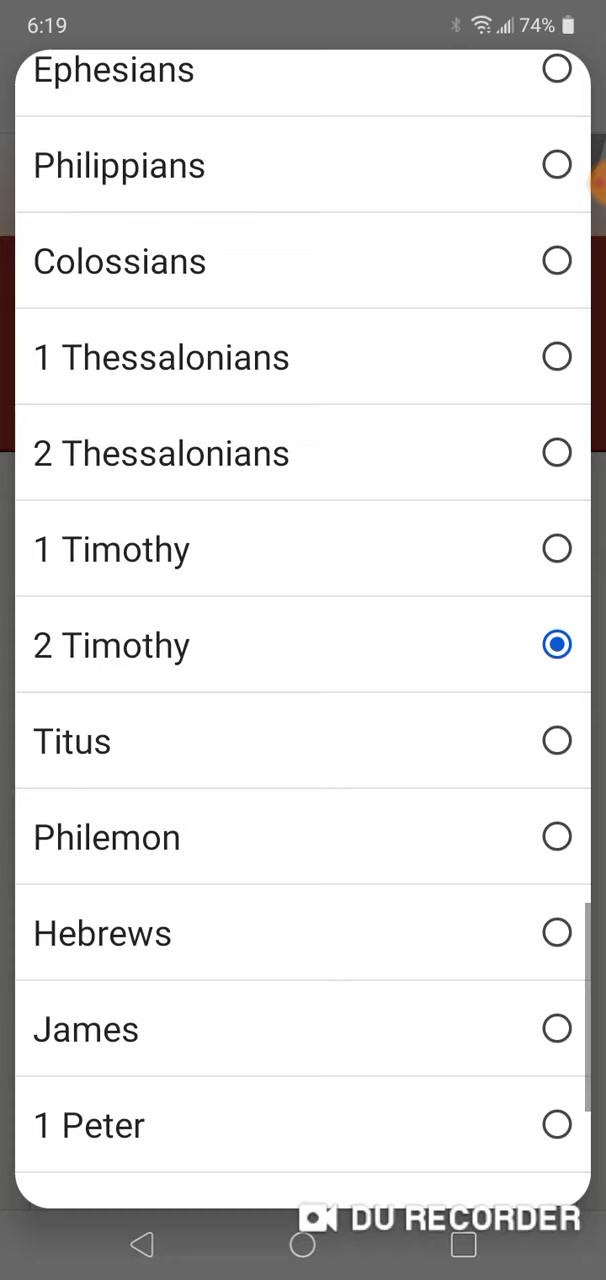 6:19
74%
Ephesians
Philippians
Colossians
1 Thessalonians
2 Thessalonians
1 Timothy
2 Timothy
Titus
Philemon
Hebrews
James
1 Peter
DU RECORDER